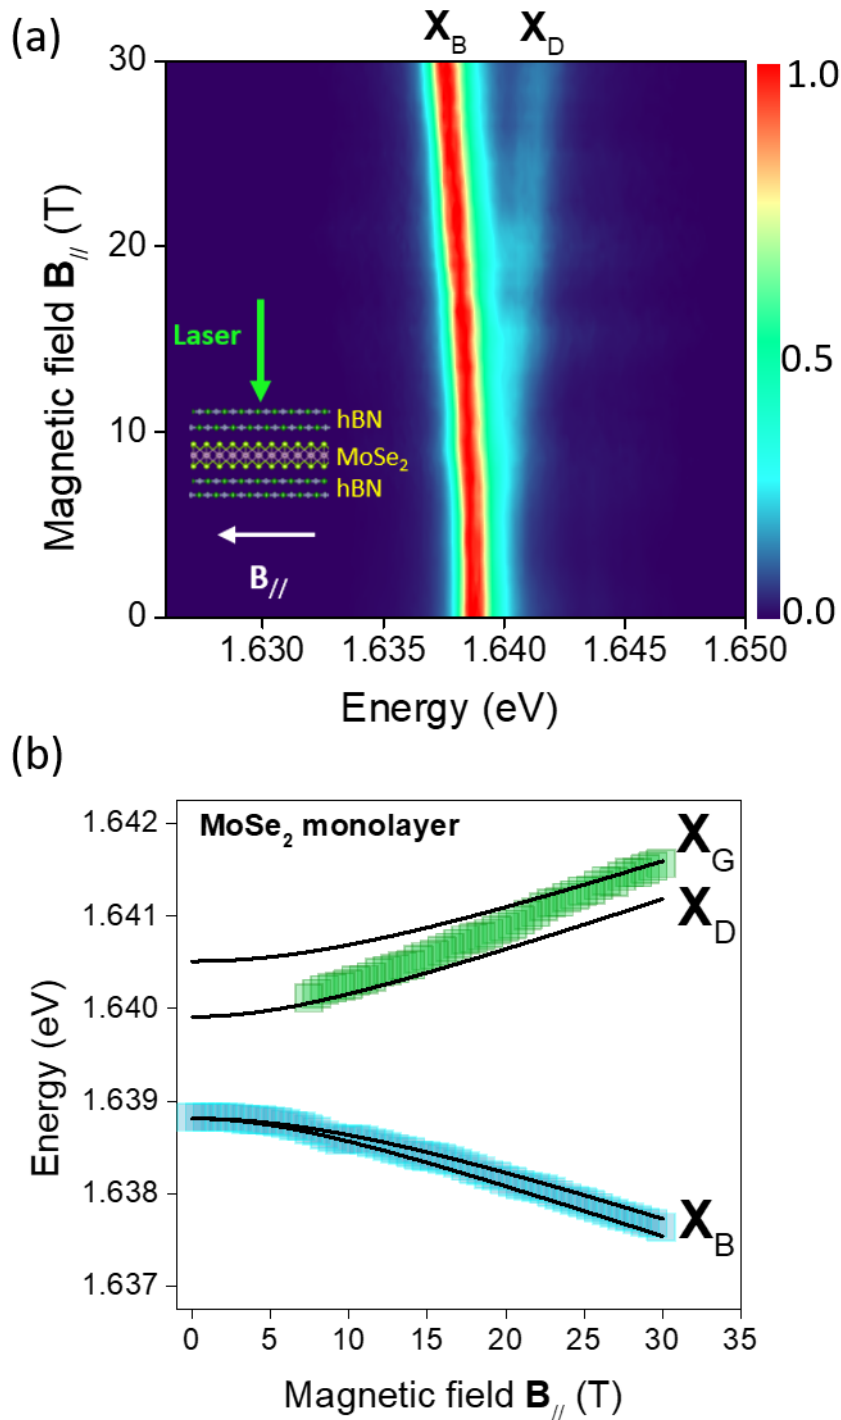 (a)
X_B X_D
30
20
10
0
Magnetic field B_// (T)
Laser
hBN
MoSe₂
hBN
B_//
1.0
0.5
0.0
1.630 1.635 1.640 1.645 1.650
Energy (eV)
(b)
MoSe₂ monolayer
1.642
1.641
1.640
1.639
1.638
1.637
Energy (eV)
X_G
X_D
X_B
0 5 10 15 20 25 30 35
Magnetic field B_// (T)